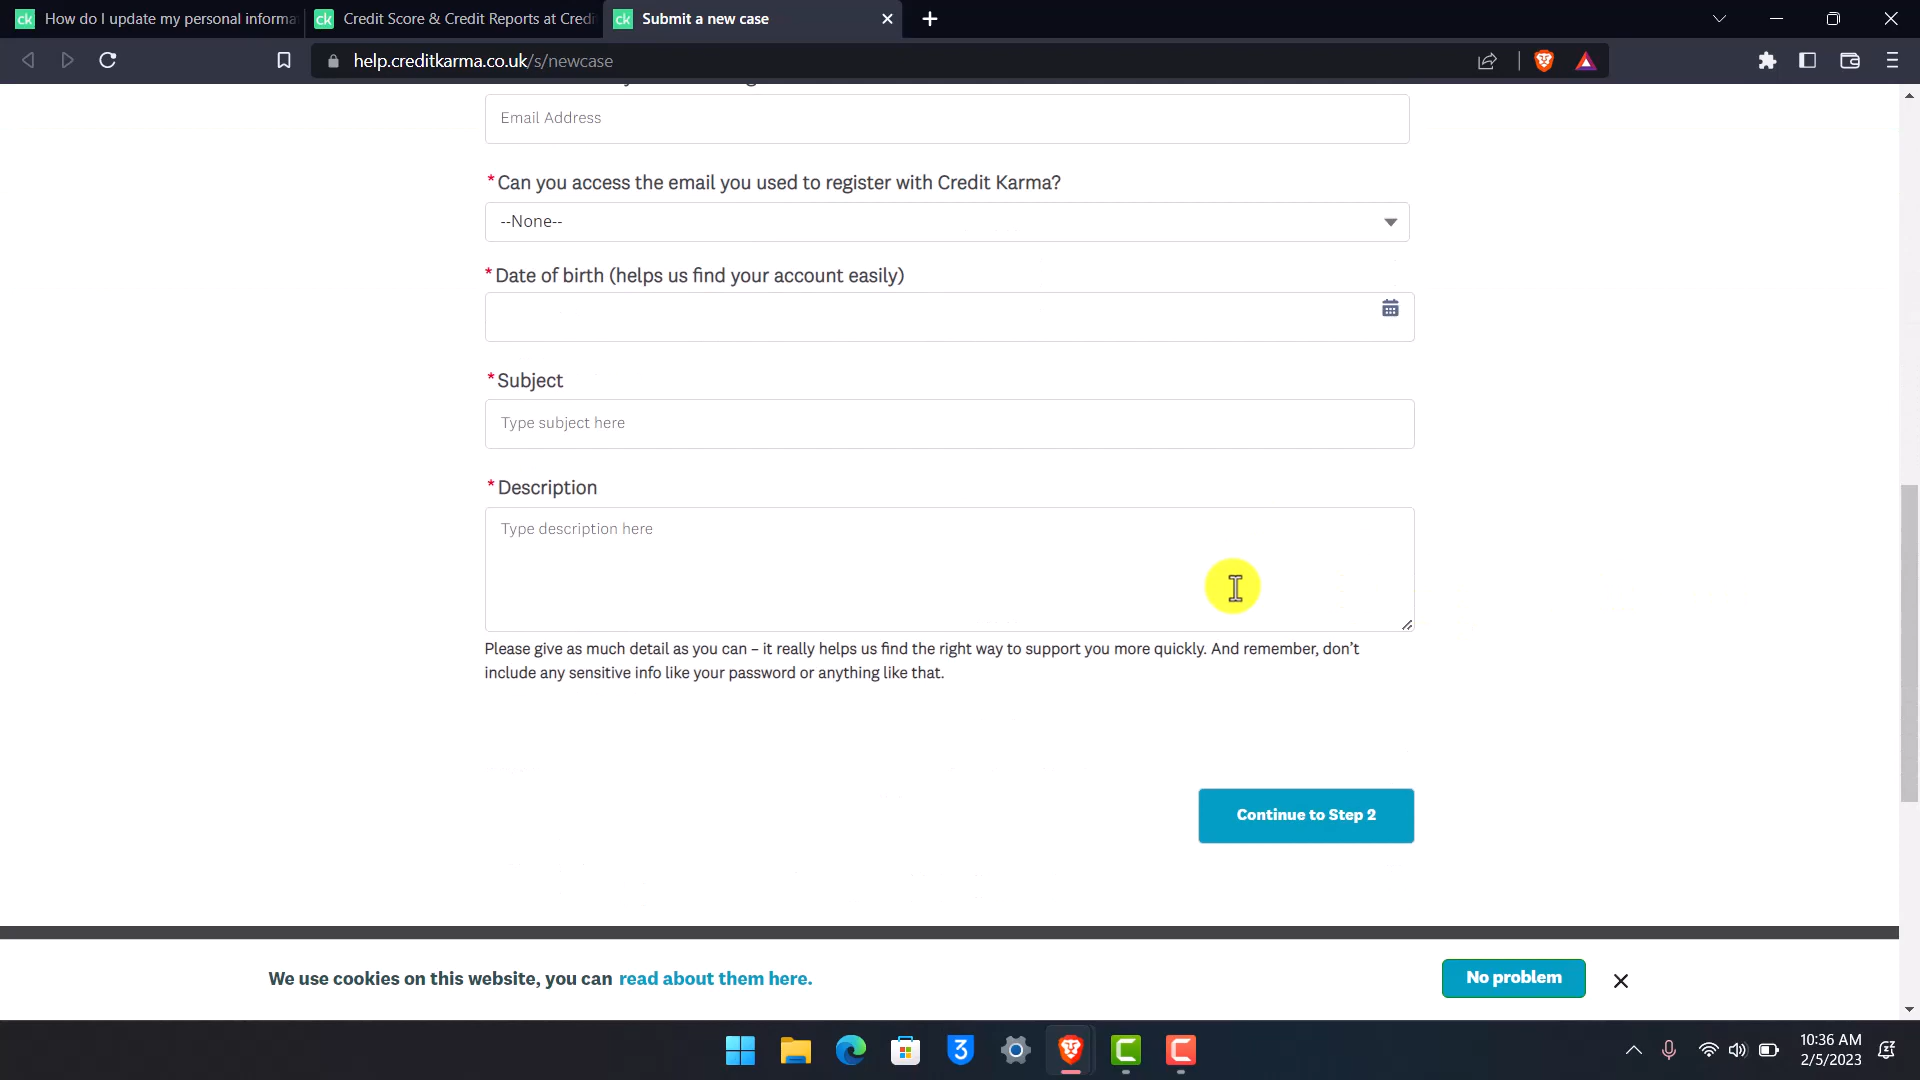 ck How do I update my personal informa
ck Credit Score & Credit Reports at Credi
ck Submit a new case
help.creditkarma.co.uk/s/newcase
Email Address
*Can you access the email you used to register with Credit Karma?
--None--
*Date of birth (helps us find your account easily)
*Subject
Type subject here
*Description
Type description here
Please give as much detail as you can – it really helps us find the right way to support you more quickly. And remember, don't
include any sensitive info like your password or anything like that.
Continue to Step 2
We use cookies on this website, you can read about them here.
No problem
3
10:36 AM
2/5/2023